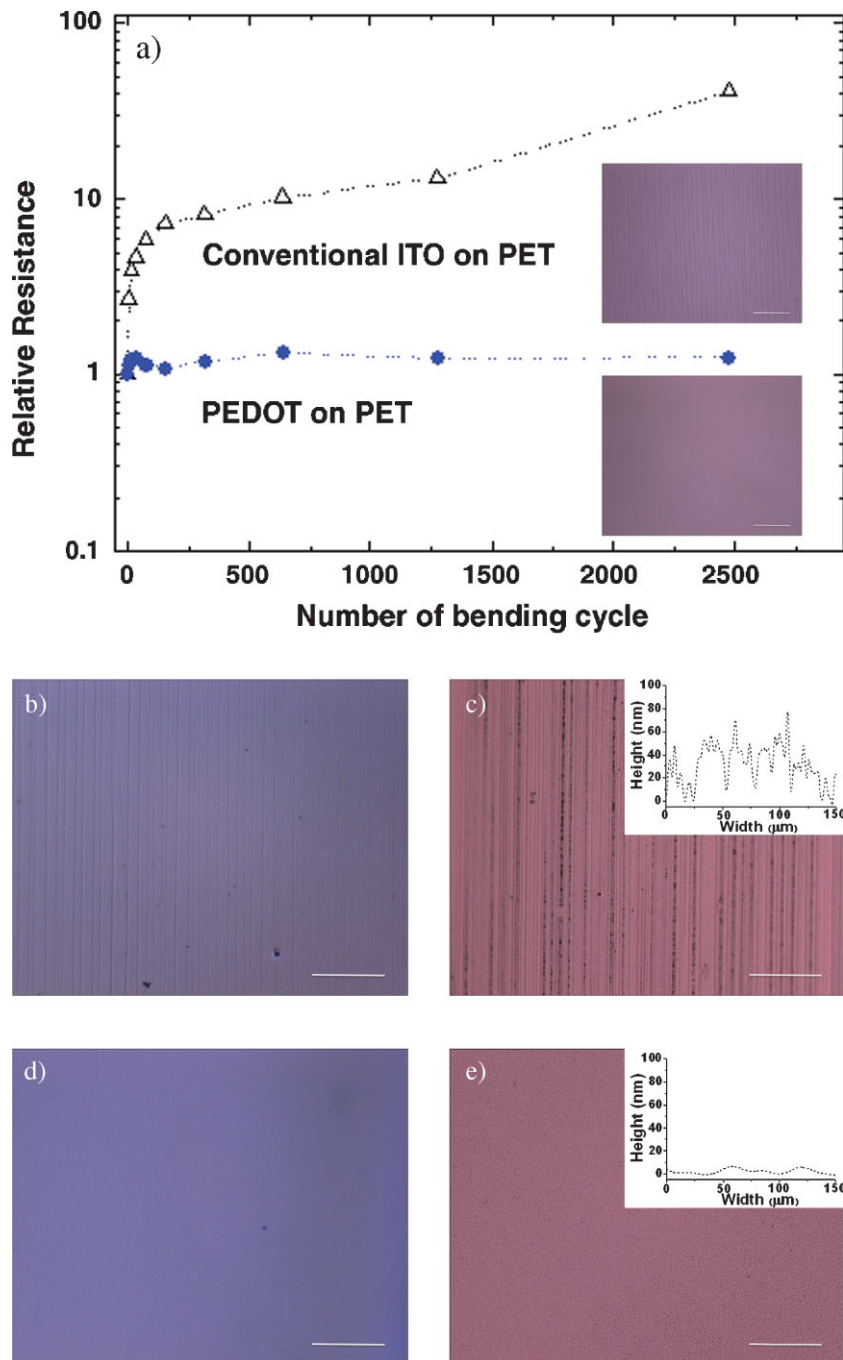 a)
100
10
1
0.1
Relative Resistance
Conventional ITO on PET
PEDOT on PET
0 500 1000 1500 2000 2500
Number of bending cycle
b)
c)
100
80
60
40
20
0
Height (nm)
0 50 100 150
Width (μm)
d)
e)
100
80
60
40
20
0
Height (nm)
0 50 100 150
Width (μm)